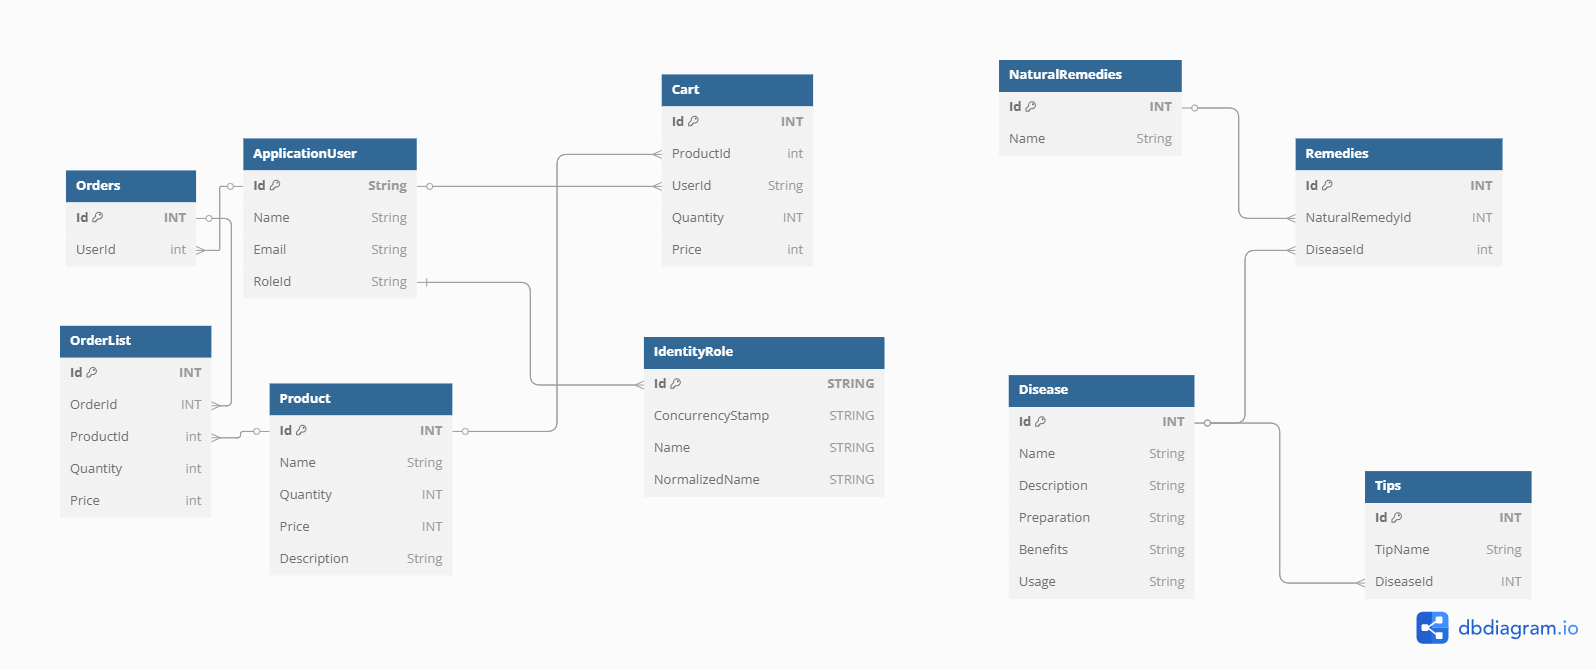 Orders
Id INT
UserId int
ApplicationUser
Id String
Name String
Email String
RoleId String
Cart
Id INT
ProductId int
UserId String
Quantity INT
Price int
OrderList
Id INT
OrderId INT
ProductId int
Quantity int
Price int
Product
Id INT
Name String
Quantity INT
Price INT
Description String
IdentityRole
Id STRING
ConcurrencyStamp STRING
Name STRING
NormalizedName STRING
NaturalRemedies
Id INT
Name String
Remedies
Id INT
NaturalRemedyId INT
DiseaseId int
Disease
Id INT
Name String
Description String
Preparation String
Benefits String
Usage String
Tips
Id INT
TipName String
DiseaseId INT
dbdiagram.io